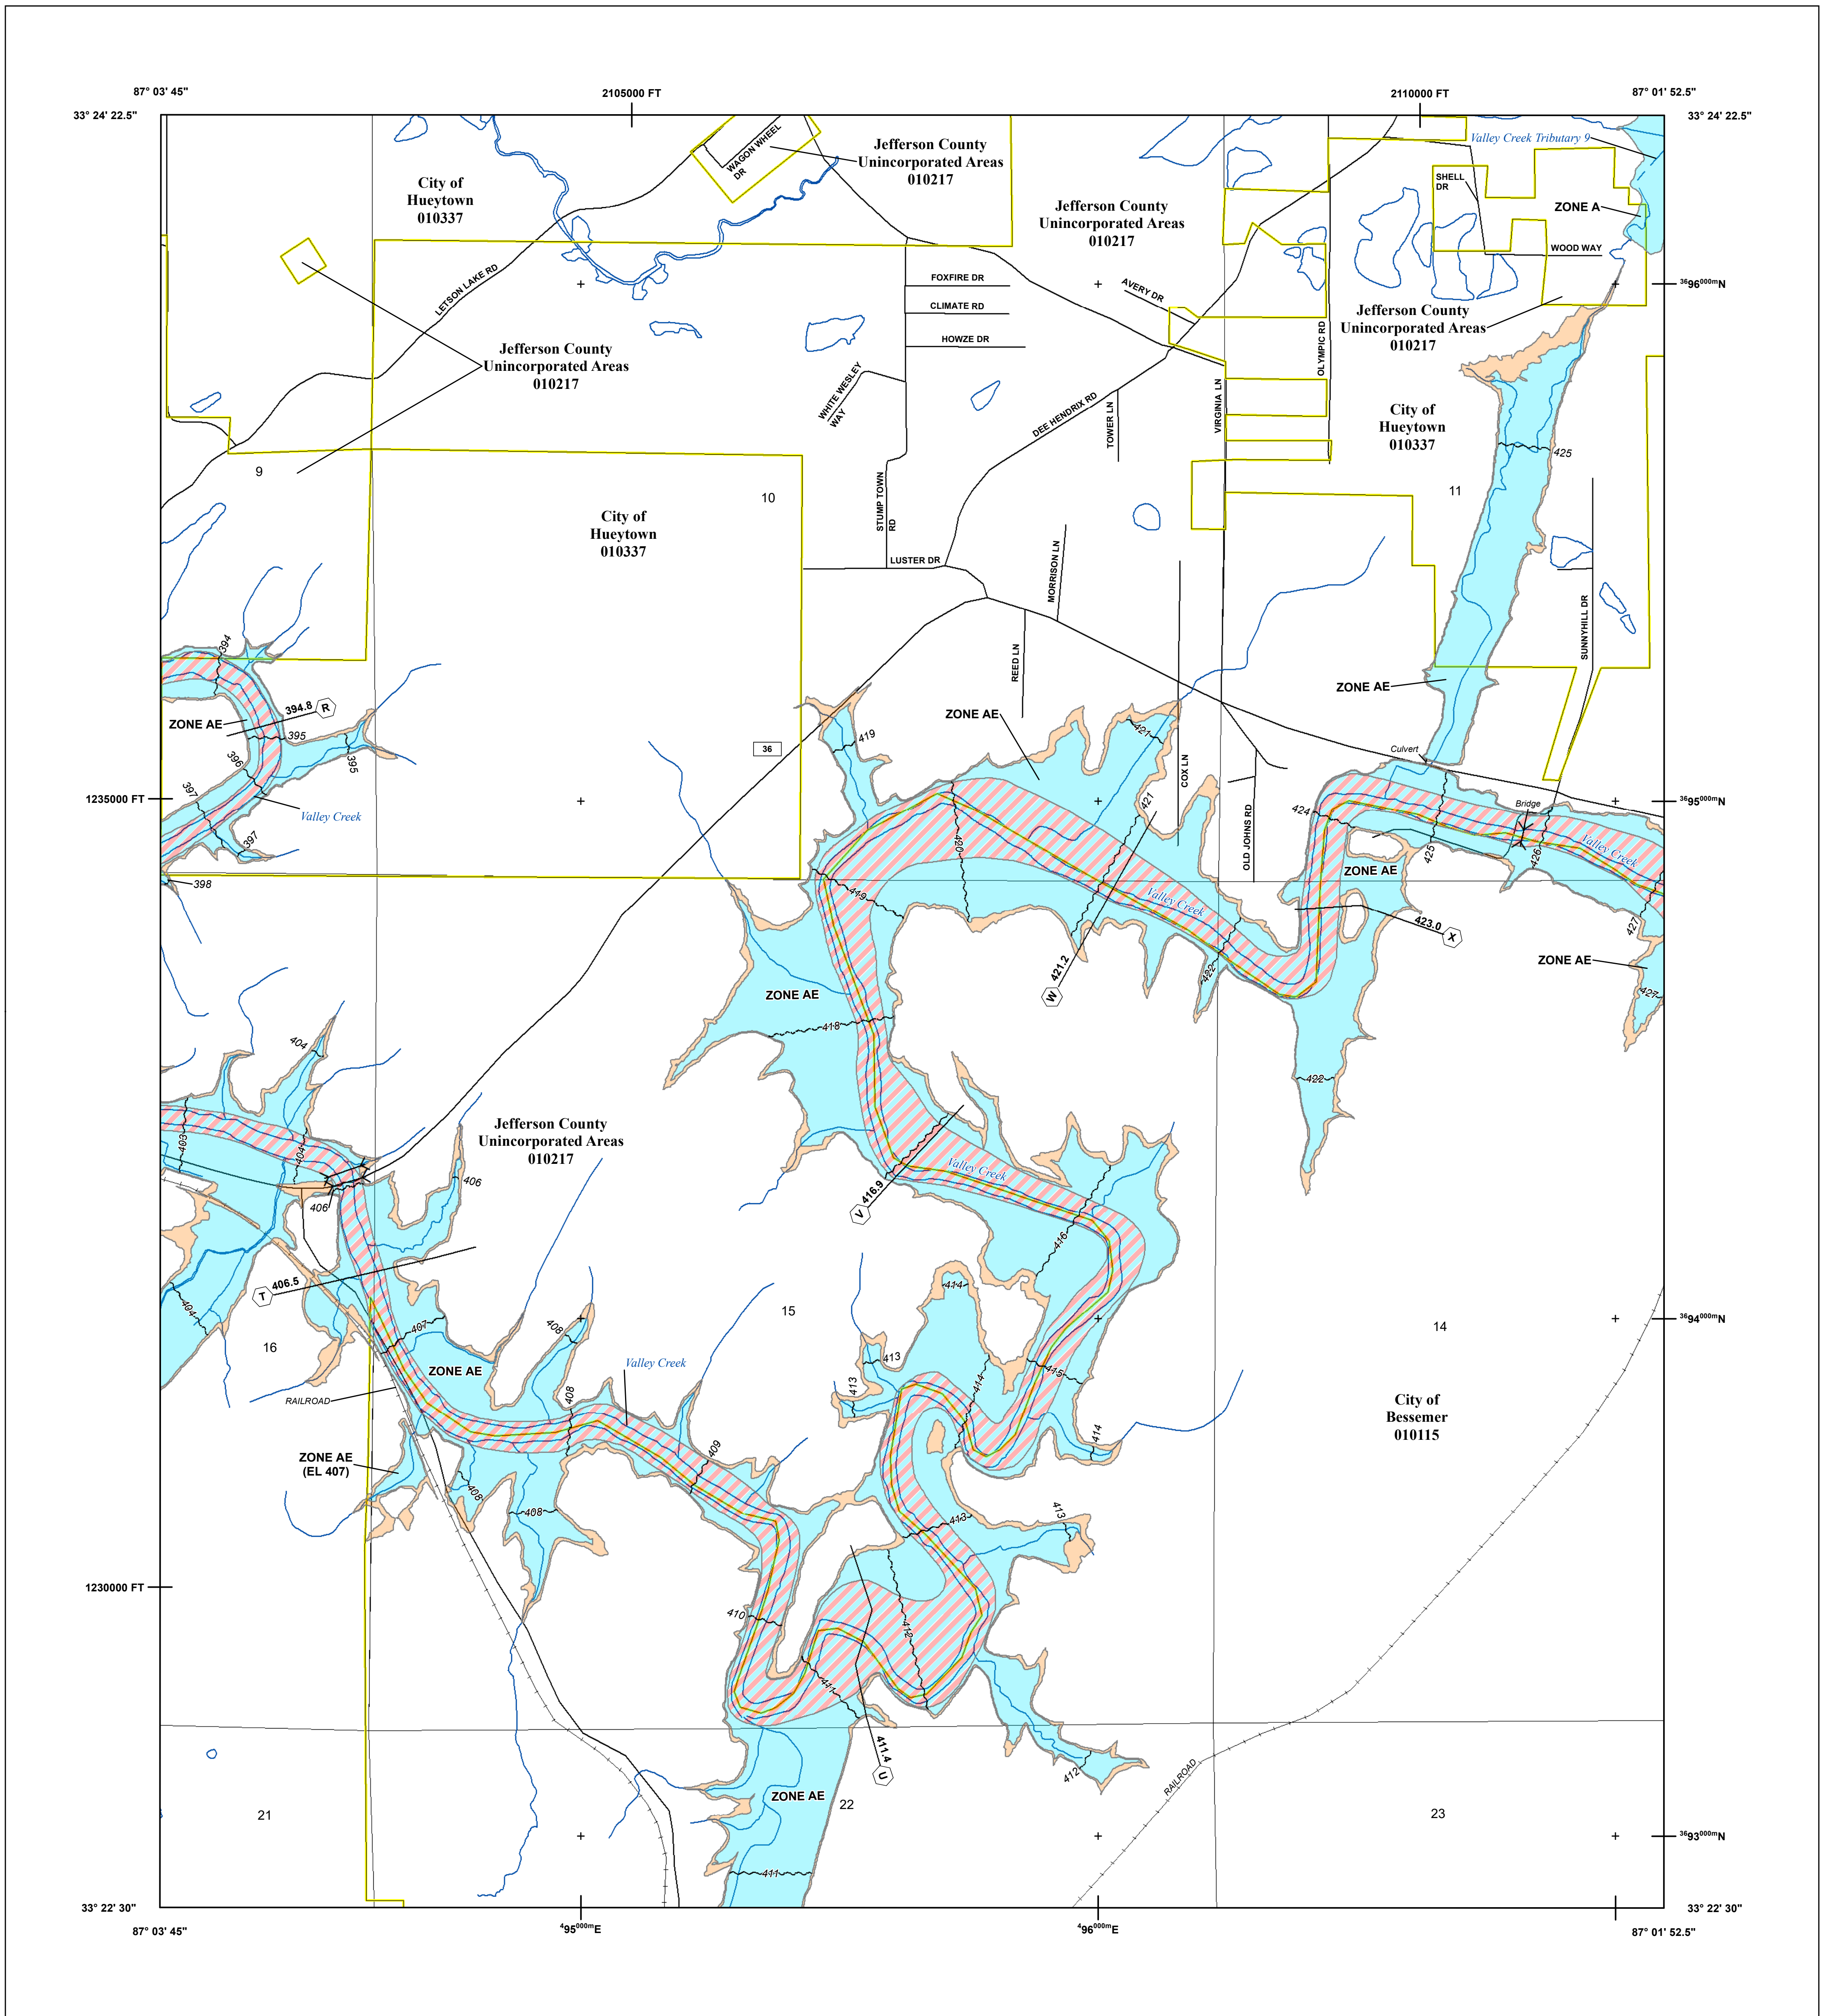 87° 03' 45"
2105000 FT
2110000 FT
87° 01' 52.5"
33° 24' 22.5"
33° 24' 22.5"
WAGON WHEEL
DR
Jefferson County
Unincorporated Areas
010217
Valley Creek Tributary 9
City of
Hueytown
010337
SHELL
DR
Jefferson County
Unincorporated Areas
010217
ZONE A
WOOD WAY
LETSON LAKE RD
FOXFIRE DR
AVERY DR
3696000mN
CLIMATE RD
Jefferson County
Unincorporated Areas
010217
HOWZE DR
OLYMPIC RD
Jefferson County
Unincorporated Areas
010217
WHITE WESLEY
WAY
DEE HENDRIX RD
TOWER LN
VIRGINIA LN
City of
Hueytown
010337
425
9
10
11
STUMP TOWN
RD
City of
Hueytown
010337
LUSTER DR
MORRISON LN
SUNNYHILL DR
394
REED LN
ZONE AE
394.8
R
ZONE AE
ZONE AE
395
395
396
36
419
421
Culvert
COX LN
397
1235000 FT
3695000mN
Valley Creek
421
424
Bridge
OLD JOHNS RD
397
420
425
426
Valley Creek
398
419
ZONE AE
Valley Creek
423.0
X
427
421.2
W
422
ZONE AE
ZONE AE
427
418
404
422
403
404
Jefferson County
Unincorporated Areas
010217
406
406
Valley Creek
416.9
V
416
T
406.5
404
414
15
407
408
16
14
3694000mN
ZONE AE
Valley Creek
413
415
RAILROAD
413
414
408
City of
Bessemer
010115
414
409
ZONE AE
(EL 407)
408
408
413
413
1230000 FT
410
412
411
411.4
U
412
RAILROAD
ZONE AE
22
21
23
3693000mN
411
33° 22' 30"
33° 22' 30"
87° 03' 45"
495000mE
496000mE
87° 01' 52.5"